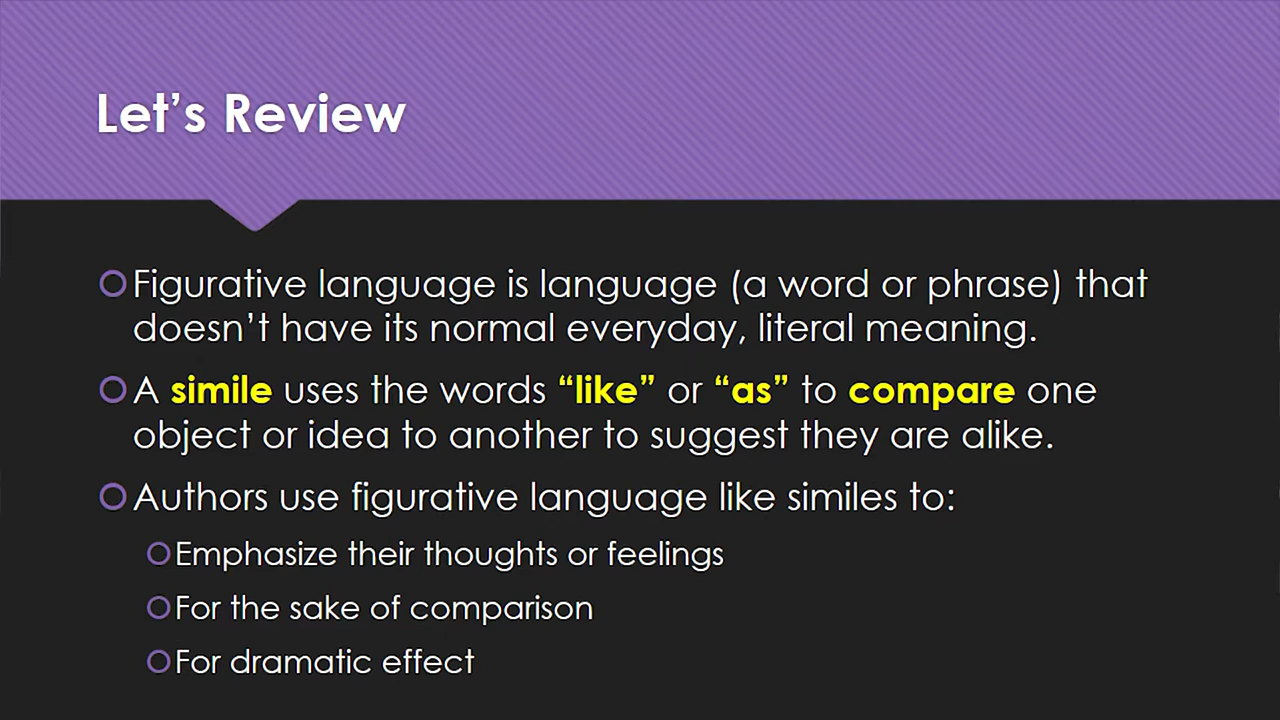 Let’s Review
Figurative language is language (a word or phrase) that
doesn’t have its normal everyday, literal meaning.
A simile uses the words “like” or “as” to compare one
object or idea to another to suggest they are alike.
Authors use figurative language like similes to:
Emphasize their thoughts or feelings
For the sake of comparison
For dramatic effect